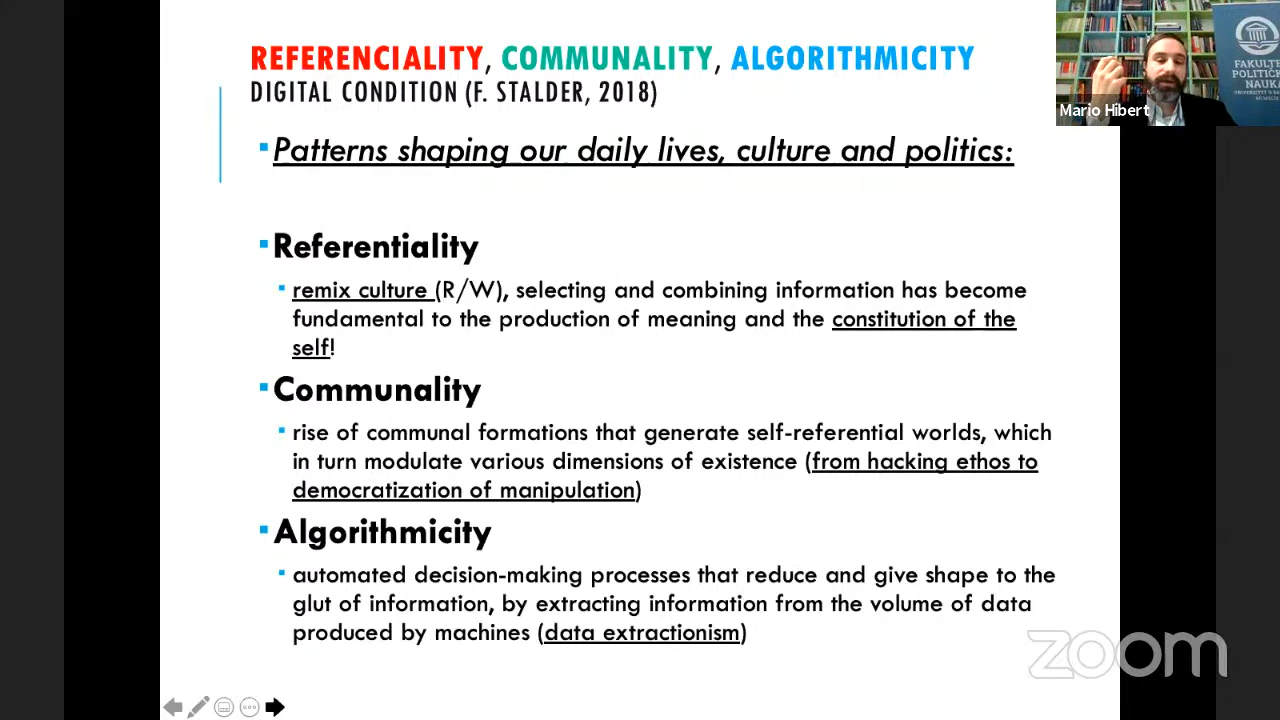 REFERENCIALITY, COMMUNALITY, ALGORITHMICITY
DIGITAL CONDITION (F. STALDER, 2018)
Patterns shaping our daily lives, culture and politics:
Referentiality
remix culture (R/W), selecting and combining information has become
fundamental to the production of meaning and the constitution of the
self!
Communality
rise of communal formations that generate self-referential worlds, which
in turn modulate various dimensions of existence (from hacking ethos to
democratization of manipulation)
Algorithmicity
automated decision-making processes that reduce and give shape to the
glut of information, by extracting information from the volume of data
produced by machines (data extractionism)
Mario Hibert
FAKULTE
POLITIČK
NAUKA
zoom